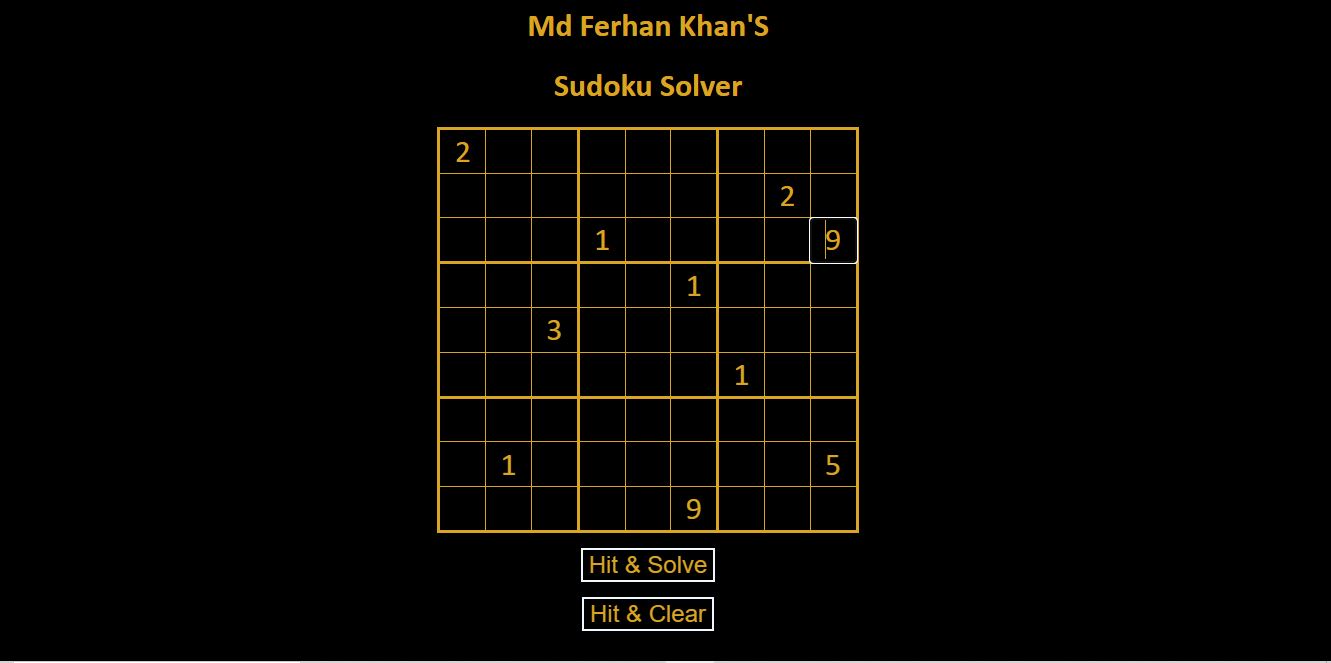 Md Ferhan Khan'S
Sudoku Solver
2
2
1 9
1
3
1
1 5
9
Hit & Solve
Hit & Clear